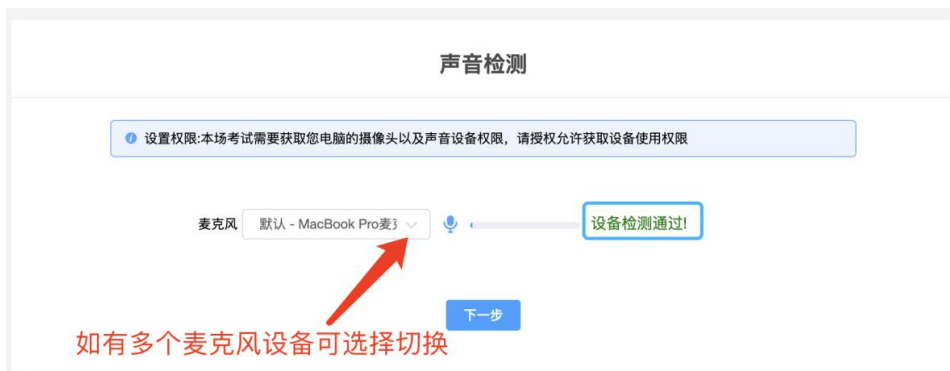 声音检测
设置权限:本场考试需要获取您电脑的摄像头以及声音设备权限，请授权允许获取设备使用权限
麦克风 默认 - MacBook Pro麦 设备检测通过!
下一步
如有多个麦克风设备可选择切换